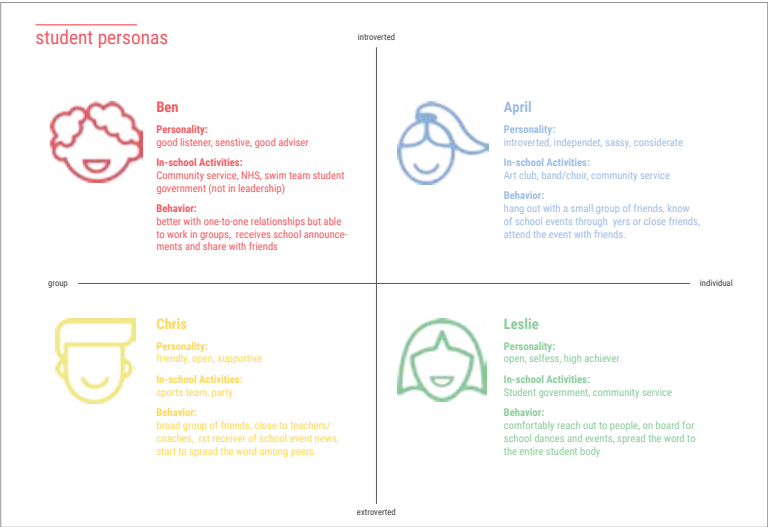 student personas
introverted
Ben
Personality:
good listener, senstive, good adviser
In-school Activities:
Community service, NHS, swim team student
government (not in leadership)
Behavior:
better with one-to-one relationships but able
to work in groups,  receives school announce-
ments and share with friends
April
Personality:
introverted, independet, sassy, considerate
In-school Activities:
Art club, band/choir, community service
Behavior:
hang out with a small group of friends, know
of school events through  yers or close friends,
attend the event with friends.
group
individual
Chris
Personality:
friendly, open, supportive
In-school Activities:
sports team, party
Behavior:
broad group of friends, close to teachers/
coaches,  rst receiver of school event news,
start to spread the word among peers
Leslie
Personality:
open, selfess, high achiever
In-school Activities:
Student government, community service
Behavior:
comfortably reach out to people, on board for
school dances and events, spread the word to
the entire student body
extroverted